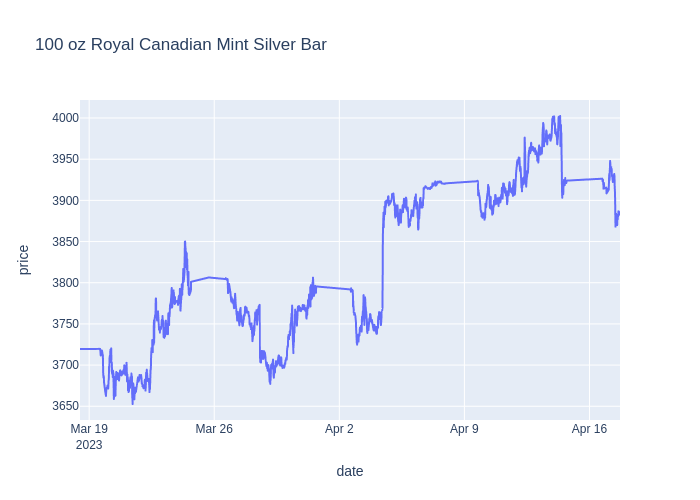 100 oz Royal Canadian Mint Silver Bar
price
4000
3950
3900
3850
3800
3750
3700
3650
Mar 19
2023
Mar 26
Apr 2
Apr 9
Apr 16
date